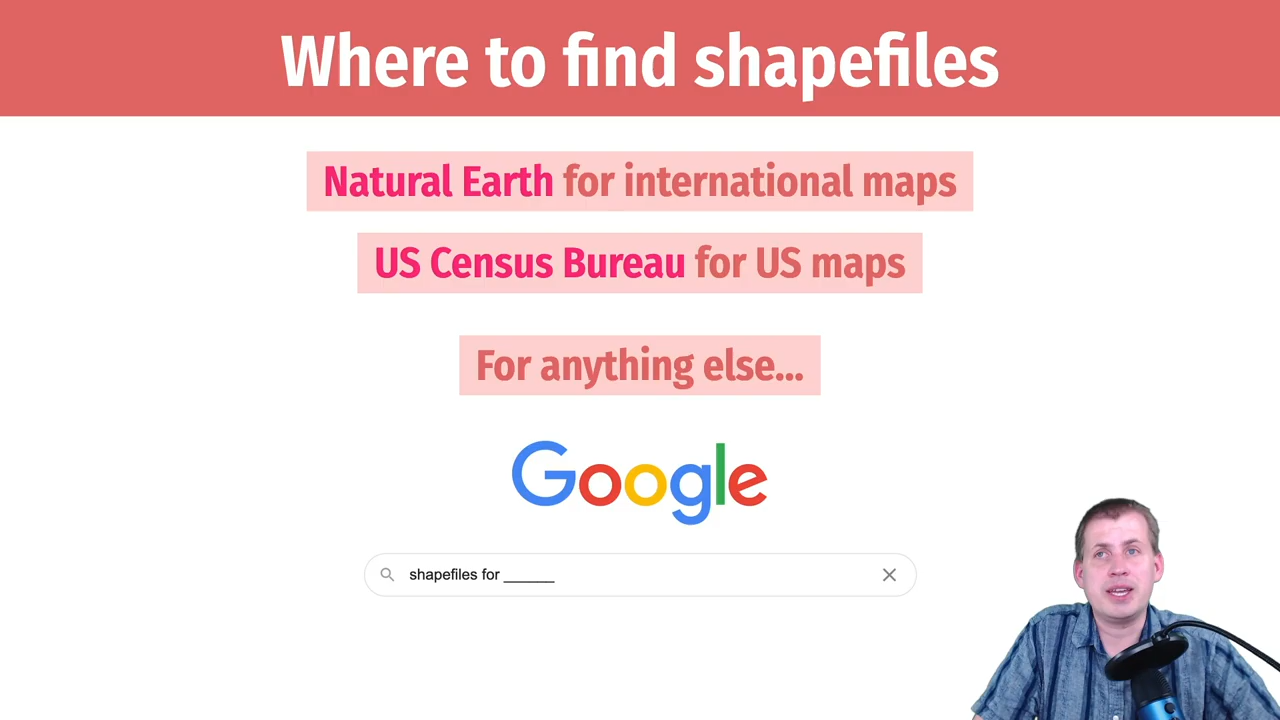 Where to find shapefiles
Natural Earth for international maps
US Census Bureau for US maps
For anything else...
Google
shapefiles for ______